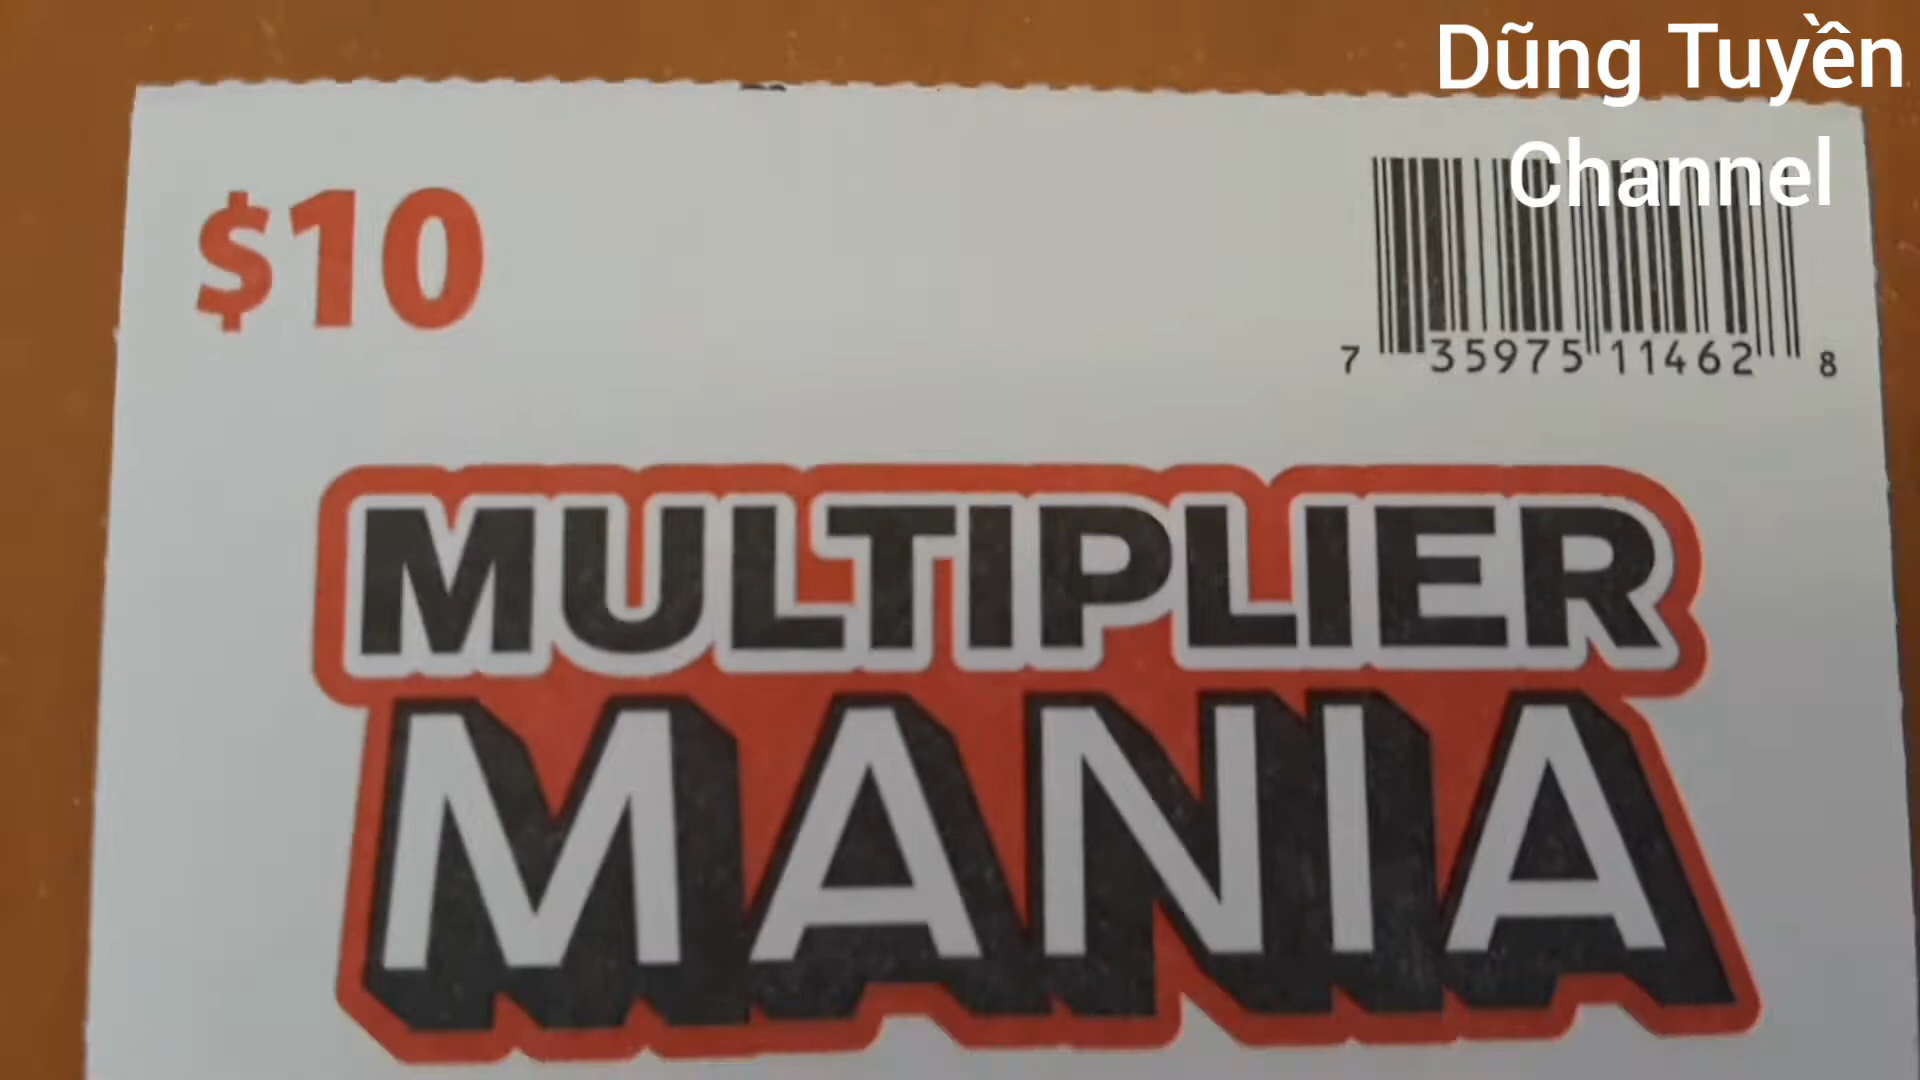 Dũng Tuyền
Channel
$10
7 35975 11462 8
MULTIPLIER
MANIA